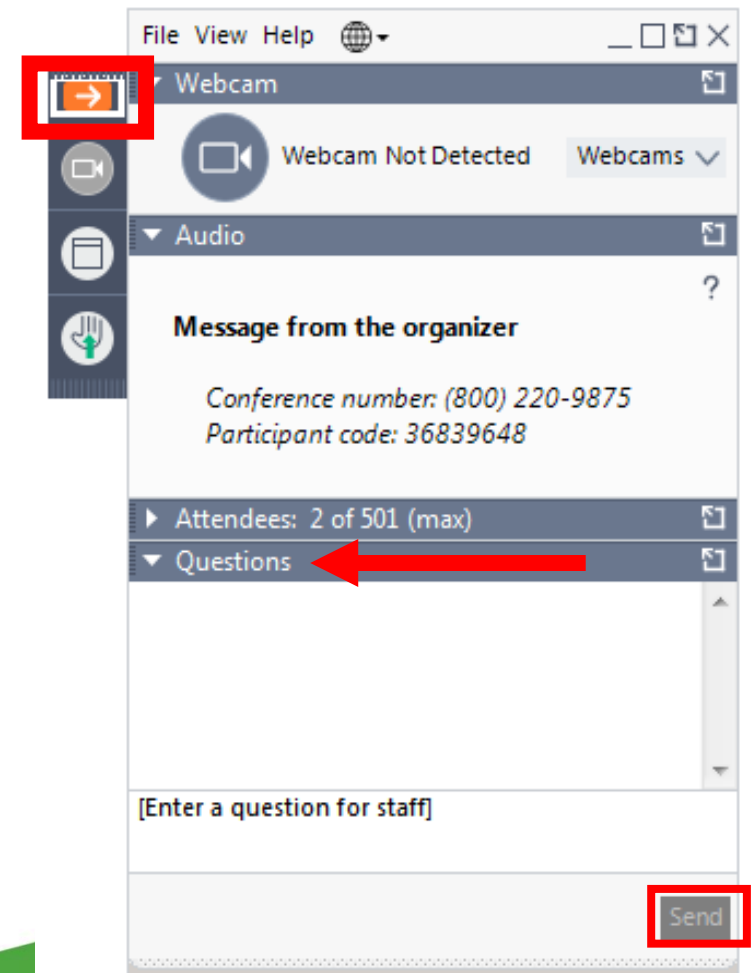 File View Help
Webcam
Webcam Not Detected Webcams
Audio
?
Message from the organizer
Conference number: (800) 220-9875
Participant code: 36839648
Attendees: 2 of 501 (max)
Questions
[Enter a question for staff]
Send